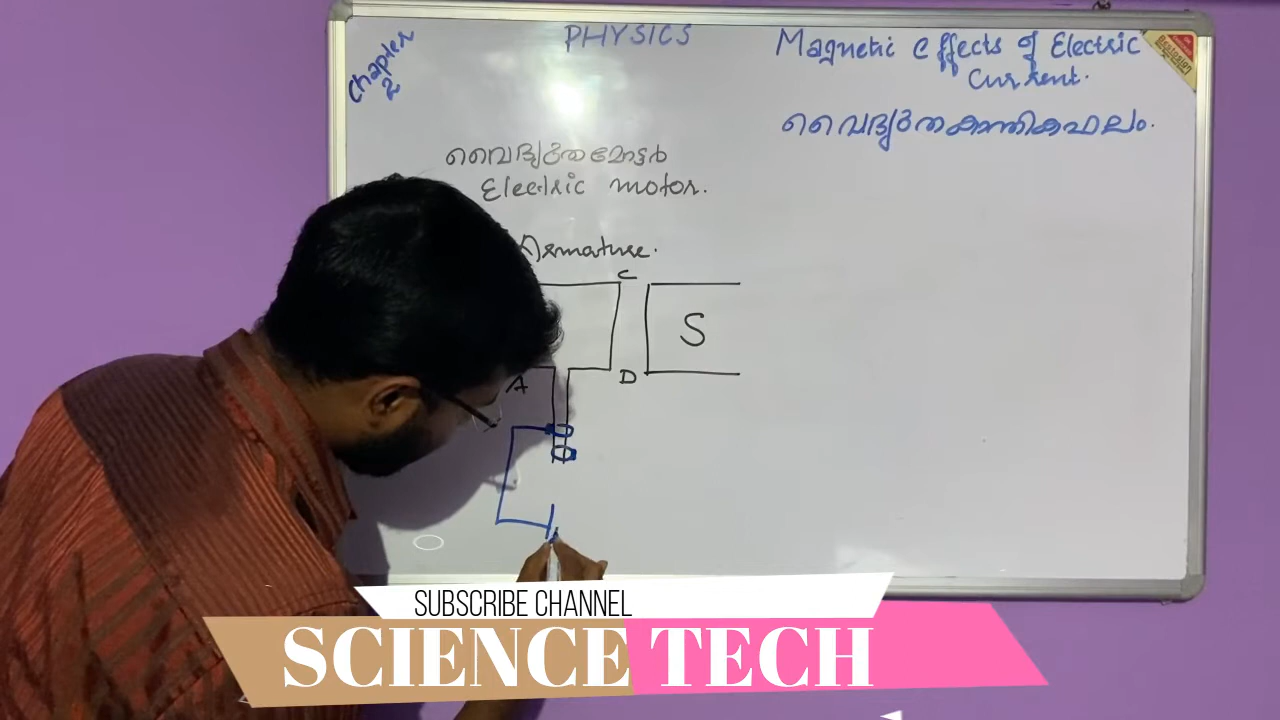 Chapter
2
PHYSICS
Magnetic Effects of Electric
Current.
വൈദ്യുതകാന്തികഫലം.
വൈദ്യുതമോട്ടർ
Electric motor.
Armature.
C
S
A
D
SUBSCRIBE CHANNEL
SCIENCE TECH